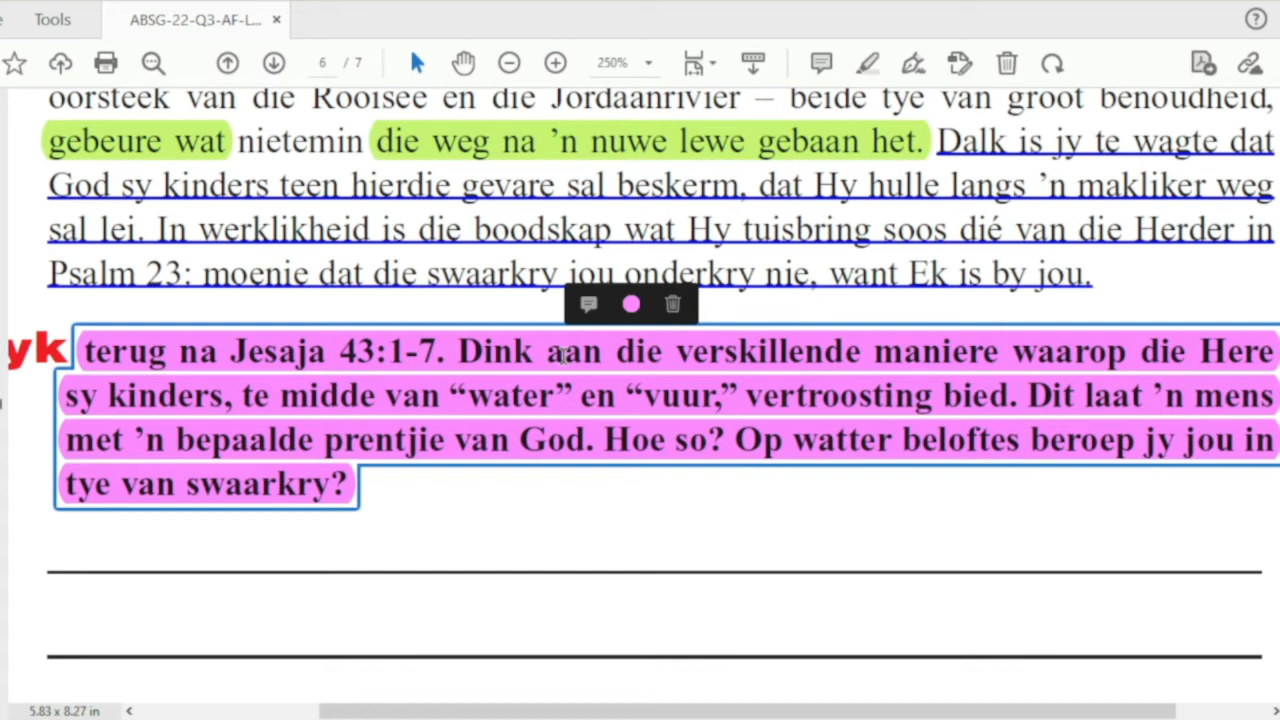 Tools
ABSG-22-Q3-AF-L... ×
6 / 7
250%
oorsteek van die Rooisee en die Jordaanrivier – beide tye van groot benoudheid,
gebeure wat nietemin die weg na ’n nuwe lewe gebaan het. Dalk is jy te wagte dat
God sy kinders teen hierdie gevare sal beskerm, dat Hy hulle langs ’n makliker weg
sal lei. In werklikheid is die boodskap wat Hy tuisbring soos dié van die Herder in
Psalm 23: moenie dat die swaarkry jou onderkry nie, want Ek is by jou.
yk terug na Jesaja 43:1-7. Dink aan die verskillende maniere waarop die Here
sy kinders, te midde van “water” en “vuur,” vertroosting bied. Dit laat ’n mens
met ’n bepaalde prentjie van God. Hoe so? Op watter beloftes beroep jy jou in
tye van swaarkry?
5.83 x 8.27 in